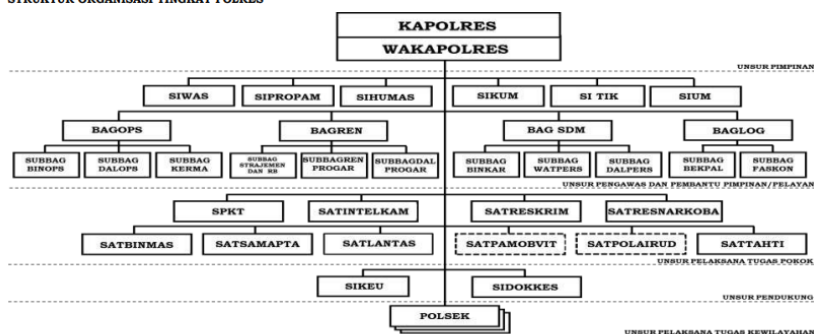 STRUKTUR ORGANISASI TINGKAT POLRES
KAPOLRES
WAKAPOLRES
UNSUR PIMPINAN
SIWAS
SIPROPAM
SIHUMAS
SIKUM
SI TIK
SIUM
BAGOPS
BAGREN
BAG SDM
BAGLOG
SUBBAG
BINOPS
SUBBAG
DALOPS
SUBBAG
KERMA
SUBBAG
STRAJEMEN
DAN RB
SUBBAGREN
PROGAR
SUBBAGDAL
PROGAR
SUBBAG
BINKAR
SUBBAG
WATPERS
SUBBAG
DALPERS
SUBBAG
BEKPAL
SUBBAG
FASKON
UNSUR PENGAWAS DAN PEMBANTU PIMPINAN/PELAYAN
SPKT
SATINTELKAM
SATRESKRIM
SATRESNARKOBA
SATBINMAS
SATSAMAPTA
SATLANTAS
SATPAMOBVIT
SATPOLAIRUD
SATTAHTI
UNSUR PELAKSANA TUGAS POKOK
SIKEU
SIDOKKES
UNSUR PENDUKUNG
POLSEK
UNSUR PELAKSANA TUGAS KEWILAYAHAN